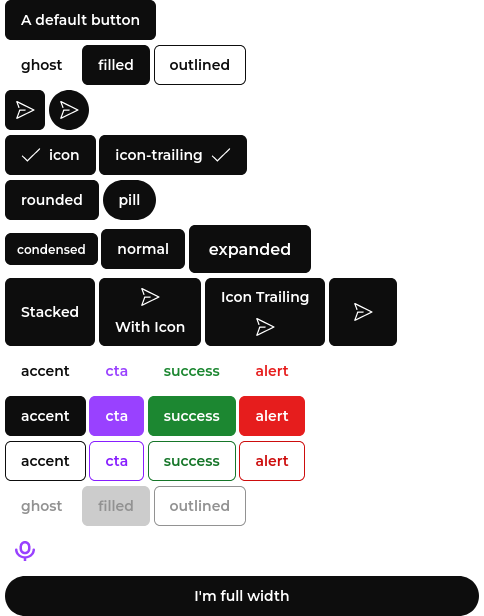 A default button
ghost filled outlined
icon icon-trailing
rounded pill
condensed normal expanded
Stacked With Icon Icon Trailing
accent cta success alert
accent cta success alert
accent cta success alert
ghost filled outlined
I'm full width